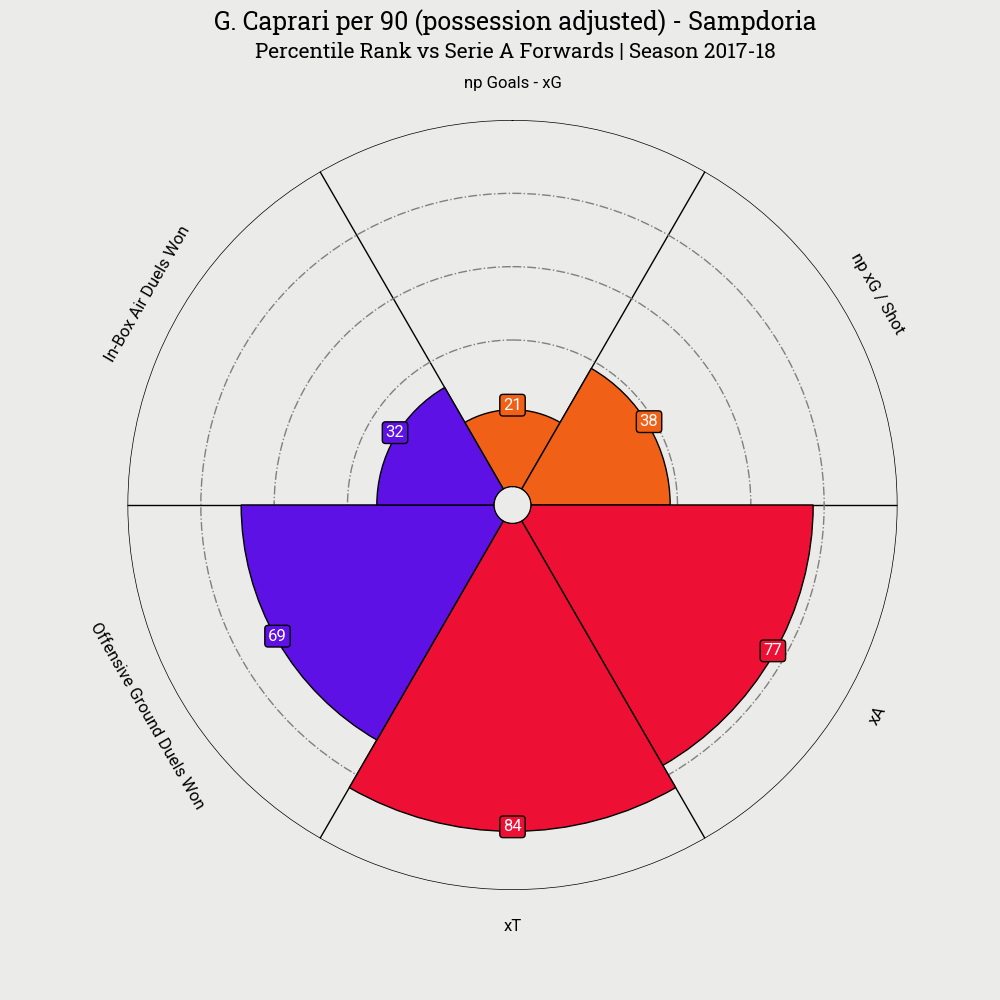 G. Caprari per 90 (possession adjusted) - Sampdoria
Percentile Rank vs Serie A Forwards | Season 2017-18
np Goals - xG
In-Box Air Duels Won
np xG / Shot
21
38
32
69
77
Offensive Ground Duels Won
xA
84
xT